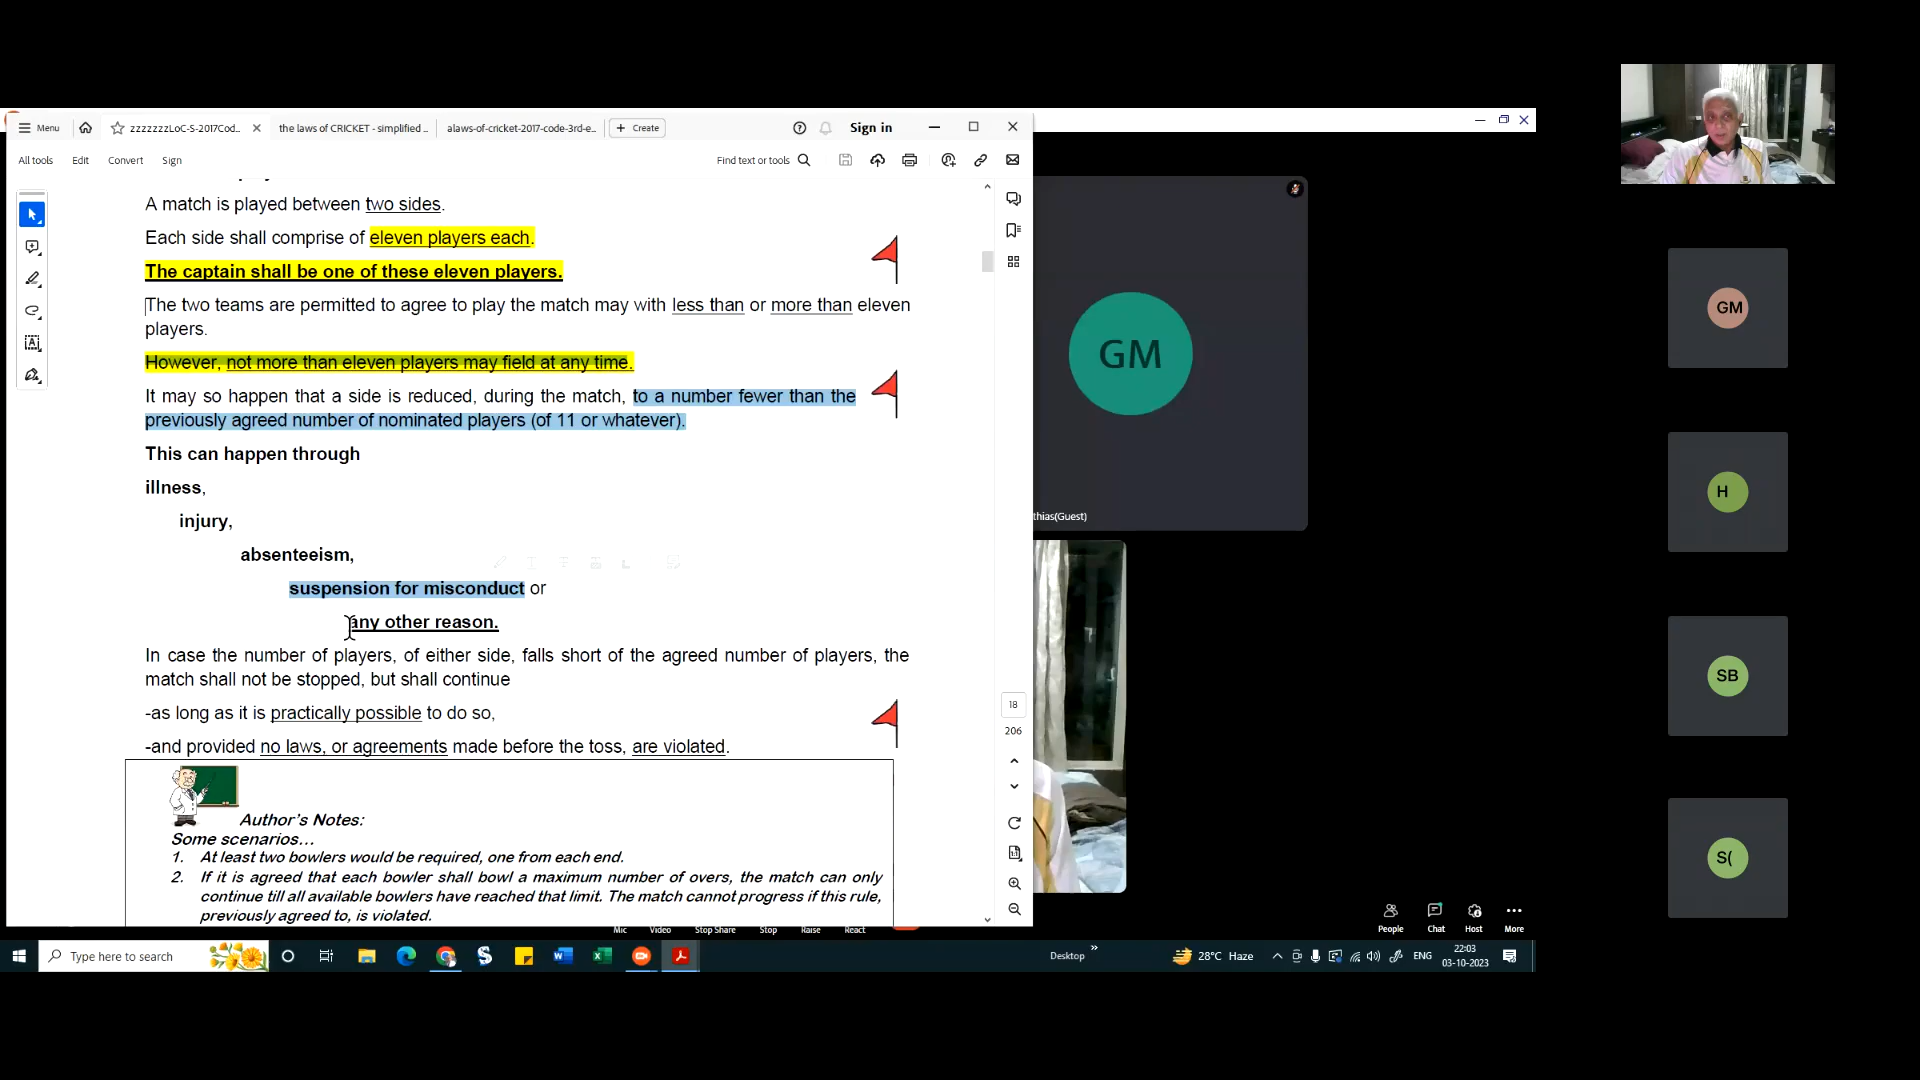 Menu
zzzzzzzLoC-S-2017Cod...
the laws of CRICKET - simplified ...
alaws-of-cricket-2017-code-3rd-e...
Create
Sign in
All tools
Edit
Convert
Sign
Find text or tools
A match is played between two sides.
Each side shall comprise of eleven players each.
The captain shall be one of these eleven players.
The two teams are permitted to agree to play the match may with less than or more than eleven
players.
However, not more than eleven players may field at any time.
It may so happen that a side is reduced, during the match, to a number fewer than the
previously agreed number of nominated players (of 11 or whatever).
This can happen through
illness,
injury,
absenteeism,
suspension for misconduct or
any other reason.
In case the number of players, of either side, falls short of the agreed number of players, the
match shall not be stopped, but shall continue
-as long as it is practically possible to do so,
-and provided no laws, or agreements made before the toss, are violated.
Author's Notes:
Some scenarios...
1. At least two bowlers would be required, one from each end.
2. If it is agreed that each bowler shall bowl a maximum number of overs, the match can only
continue till all available bowlers have reached that limit. The match cannot progress if this rule,
previously agreed to, is violated.
18
206
GM
thias(Guest)
GM
H
SB
S(
Mic
Video
Stop Share
Stop
Raise
React
People
Chat
Host
More
Type here to search
Desktop
28°C Haze
ENG
22:03
03-10-2023